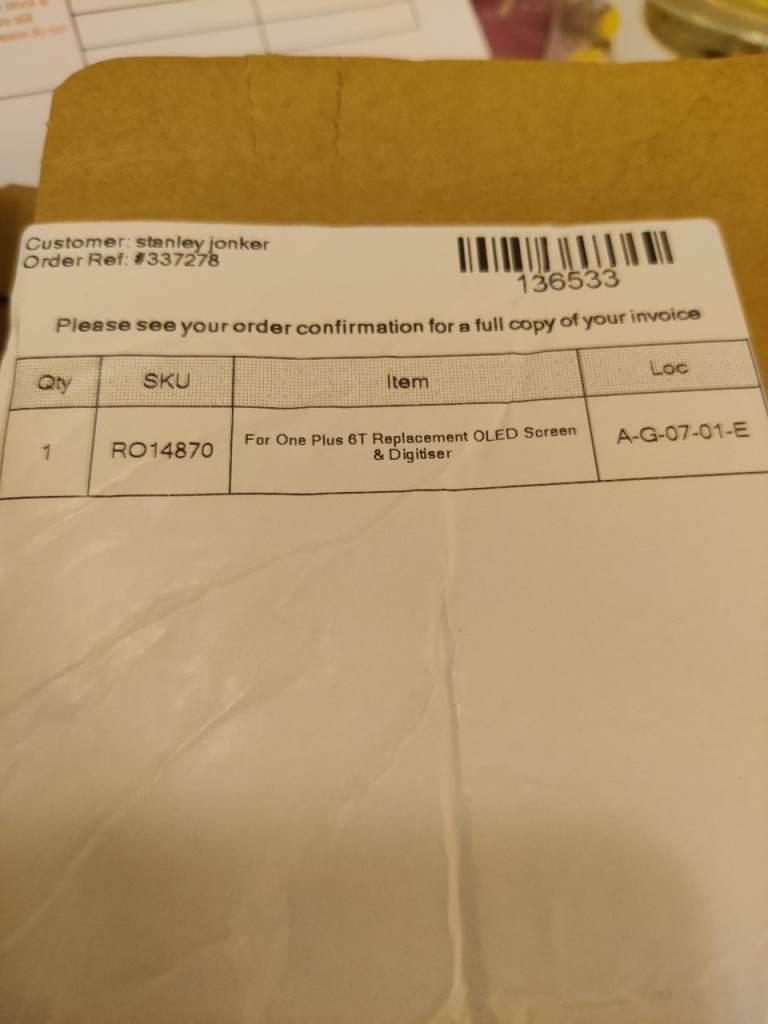 Customer: stanley jonker
Order Ref: #337278
136533
Please see your order confirmation for a full copy of your invoice
Qty SKU Item Loc
1 RO14870 For One Plus 6T Replacement OLED Screen & Digitiser A-G-07-01-E